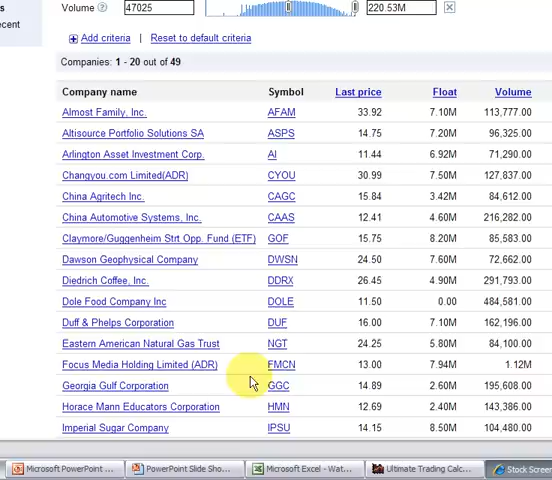 s
Volume ? 47025 220.53M
ecent
Add criteria | Reset to default criteria
Companies: 1 - 20 out of 49
Company name Symbol Last price Float Volume
Almost Family, Inc. AFAM 33.92 7.10M 113,777.00
Altisource Portfolio Solutions SA ASPS 14.75 7.20M 96,325.00
Arlington Asset Investment Corp. AI 11.44 6.92M 71,290.00
Changyou.com Limited(ADR) CYOU 30.99 7.50M 127,837.00
China Agritech Inc. CAGC 15.84 3.42M 84,612.00
China Automotive Systems, Inc. CAAS 12.41 4.60M 216,282.00
Claymore/Guggenheim Strt Opp. Fund (ETF) GOF 15.75 8.20M 85,583.00
Dawson Geophysical Company DWSN 24.50 7.60M 72,662.00
Diedrich Coffee, Inc. DDRX 26.45 4.90M 291,793.00
Dole Food Company Inc DOLE 11.50 0.00 484,581.00
Duff & Phelps Corporation DUF 16.00 7.10M 162,196.00
Eastern American Natural Gas Trust NGT 24.25 5.80M 84,100.00
Focus Media Holding Limited (ADR) FMCN 13.00 7.94M 1.12M
Georgia Gulf Corporation GGC 14.89 2.60M 195,608.00
Horace Mann Educators Corporation HMN 12.69 2.40M 143,386.00
Imperial Sugar Company IPSU 14.15 8.50M 104,480.00
Microsoft PowerPoint ... PowerPoint Slide Sho... Microsoft Excel - Wat... Ultimate Trading Calc... Stock Screen